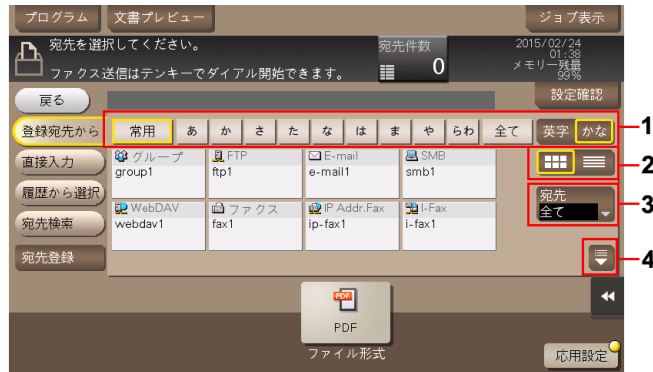 プログラム 文書プレビュー ジョブ表示
宛先を選択してください。 宛先件数 2015/02/24
01:38
ファクス送信はテンキーでダイアル開始できます。 0 メモリー残量
99%
戻る 設定確認
登録宛先から 常用 あ か さ た な は ま や らわ 全て 英字 かな 1
直接入力 グループ FTP E-mail SMB 2
group1 ftp1 e-mail1 smb1
履歴から選択 宛先 3
WebDAV ファクス IP Addr.Fax I-Fax 全て
宛先検索 webdav1 fax1 ip-fax1 i-fax1
宛先登録 4
PDF
PDF
ファイル形式
応用設定